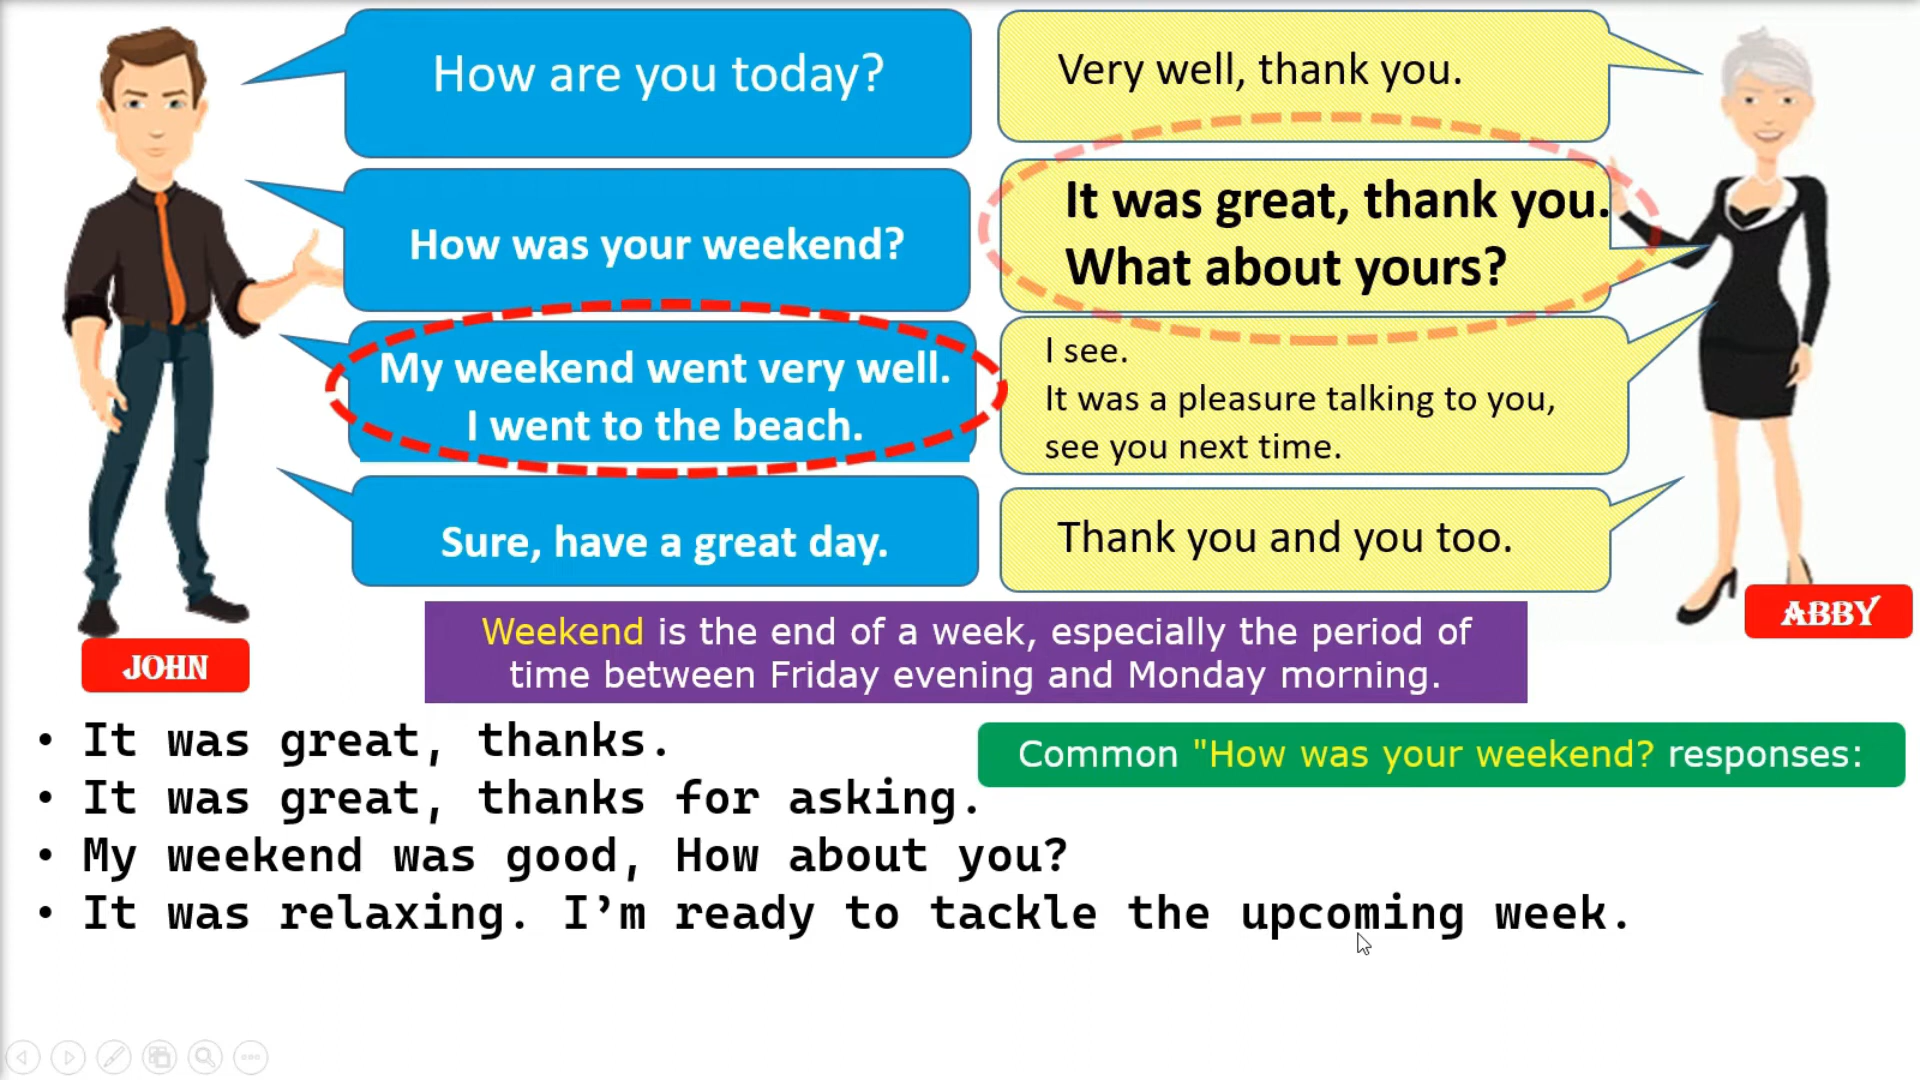 How are you today?
Very well, thank you.
How was your weekend?
It was great, thank you.
What about yours?
My weekend went very well.
I went to the beach.
I see.
It was a pleasure talking to you,
see you next time.
Sure, have a great day.
Thank you and you too.
JOHN
ABBY
Weekend is the end of a week, especially the period of
time between Friday evening and Monday morning.
Common "How was your weekend? responses:
• It was great, thanks.
• It was great, thanks for asking.
• My weekend was good, How about you?
• It was relaxing. I’m ready to tackle the upcoming week.